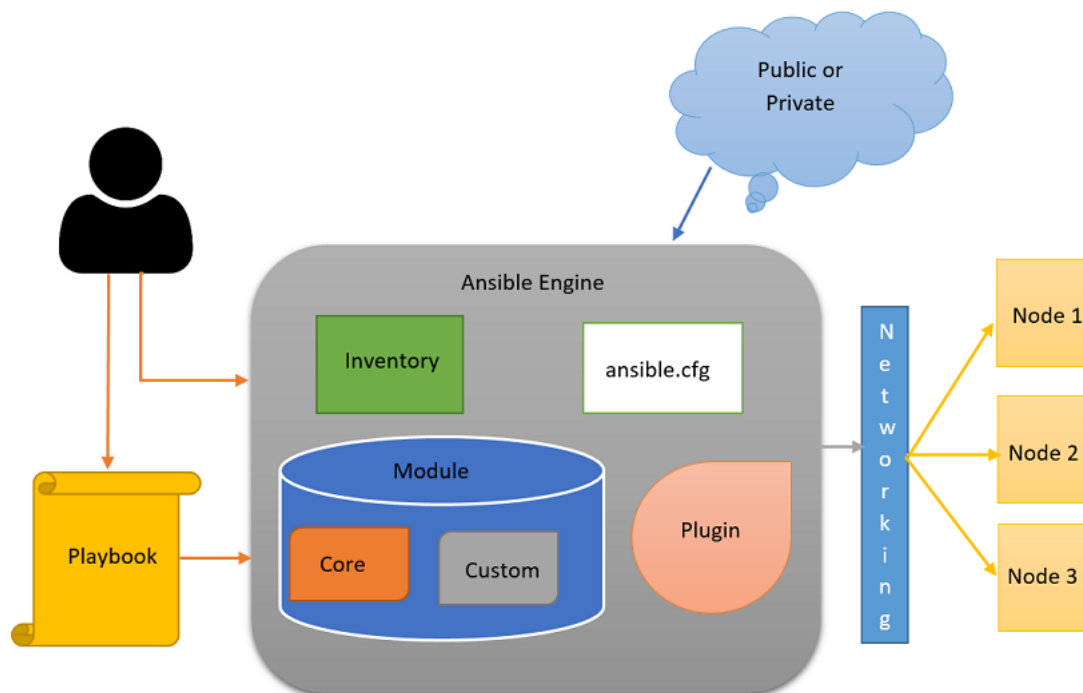 Public or
Private
Ansible Engine
Inventory
ansible.cfg
Module
Core
Custom
Plugin
Playbook
Networking
Node 1
Node 2
Node 3